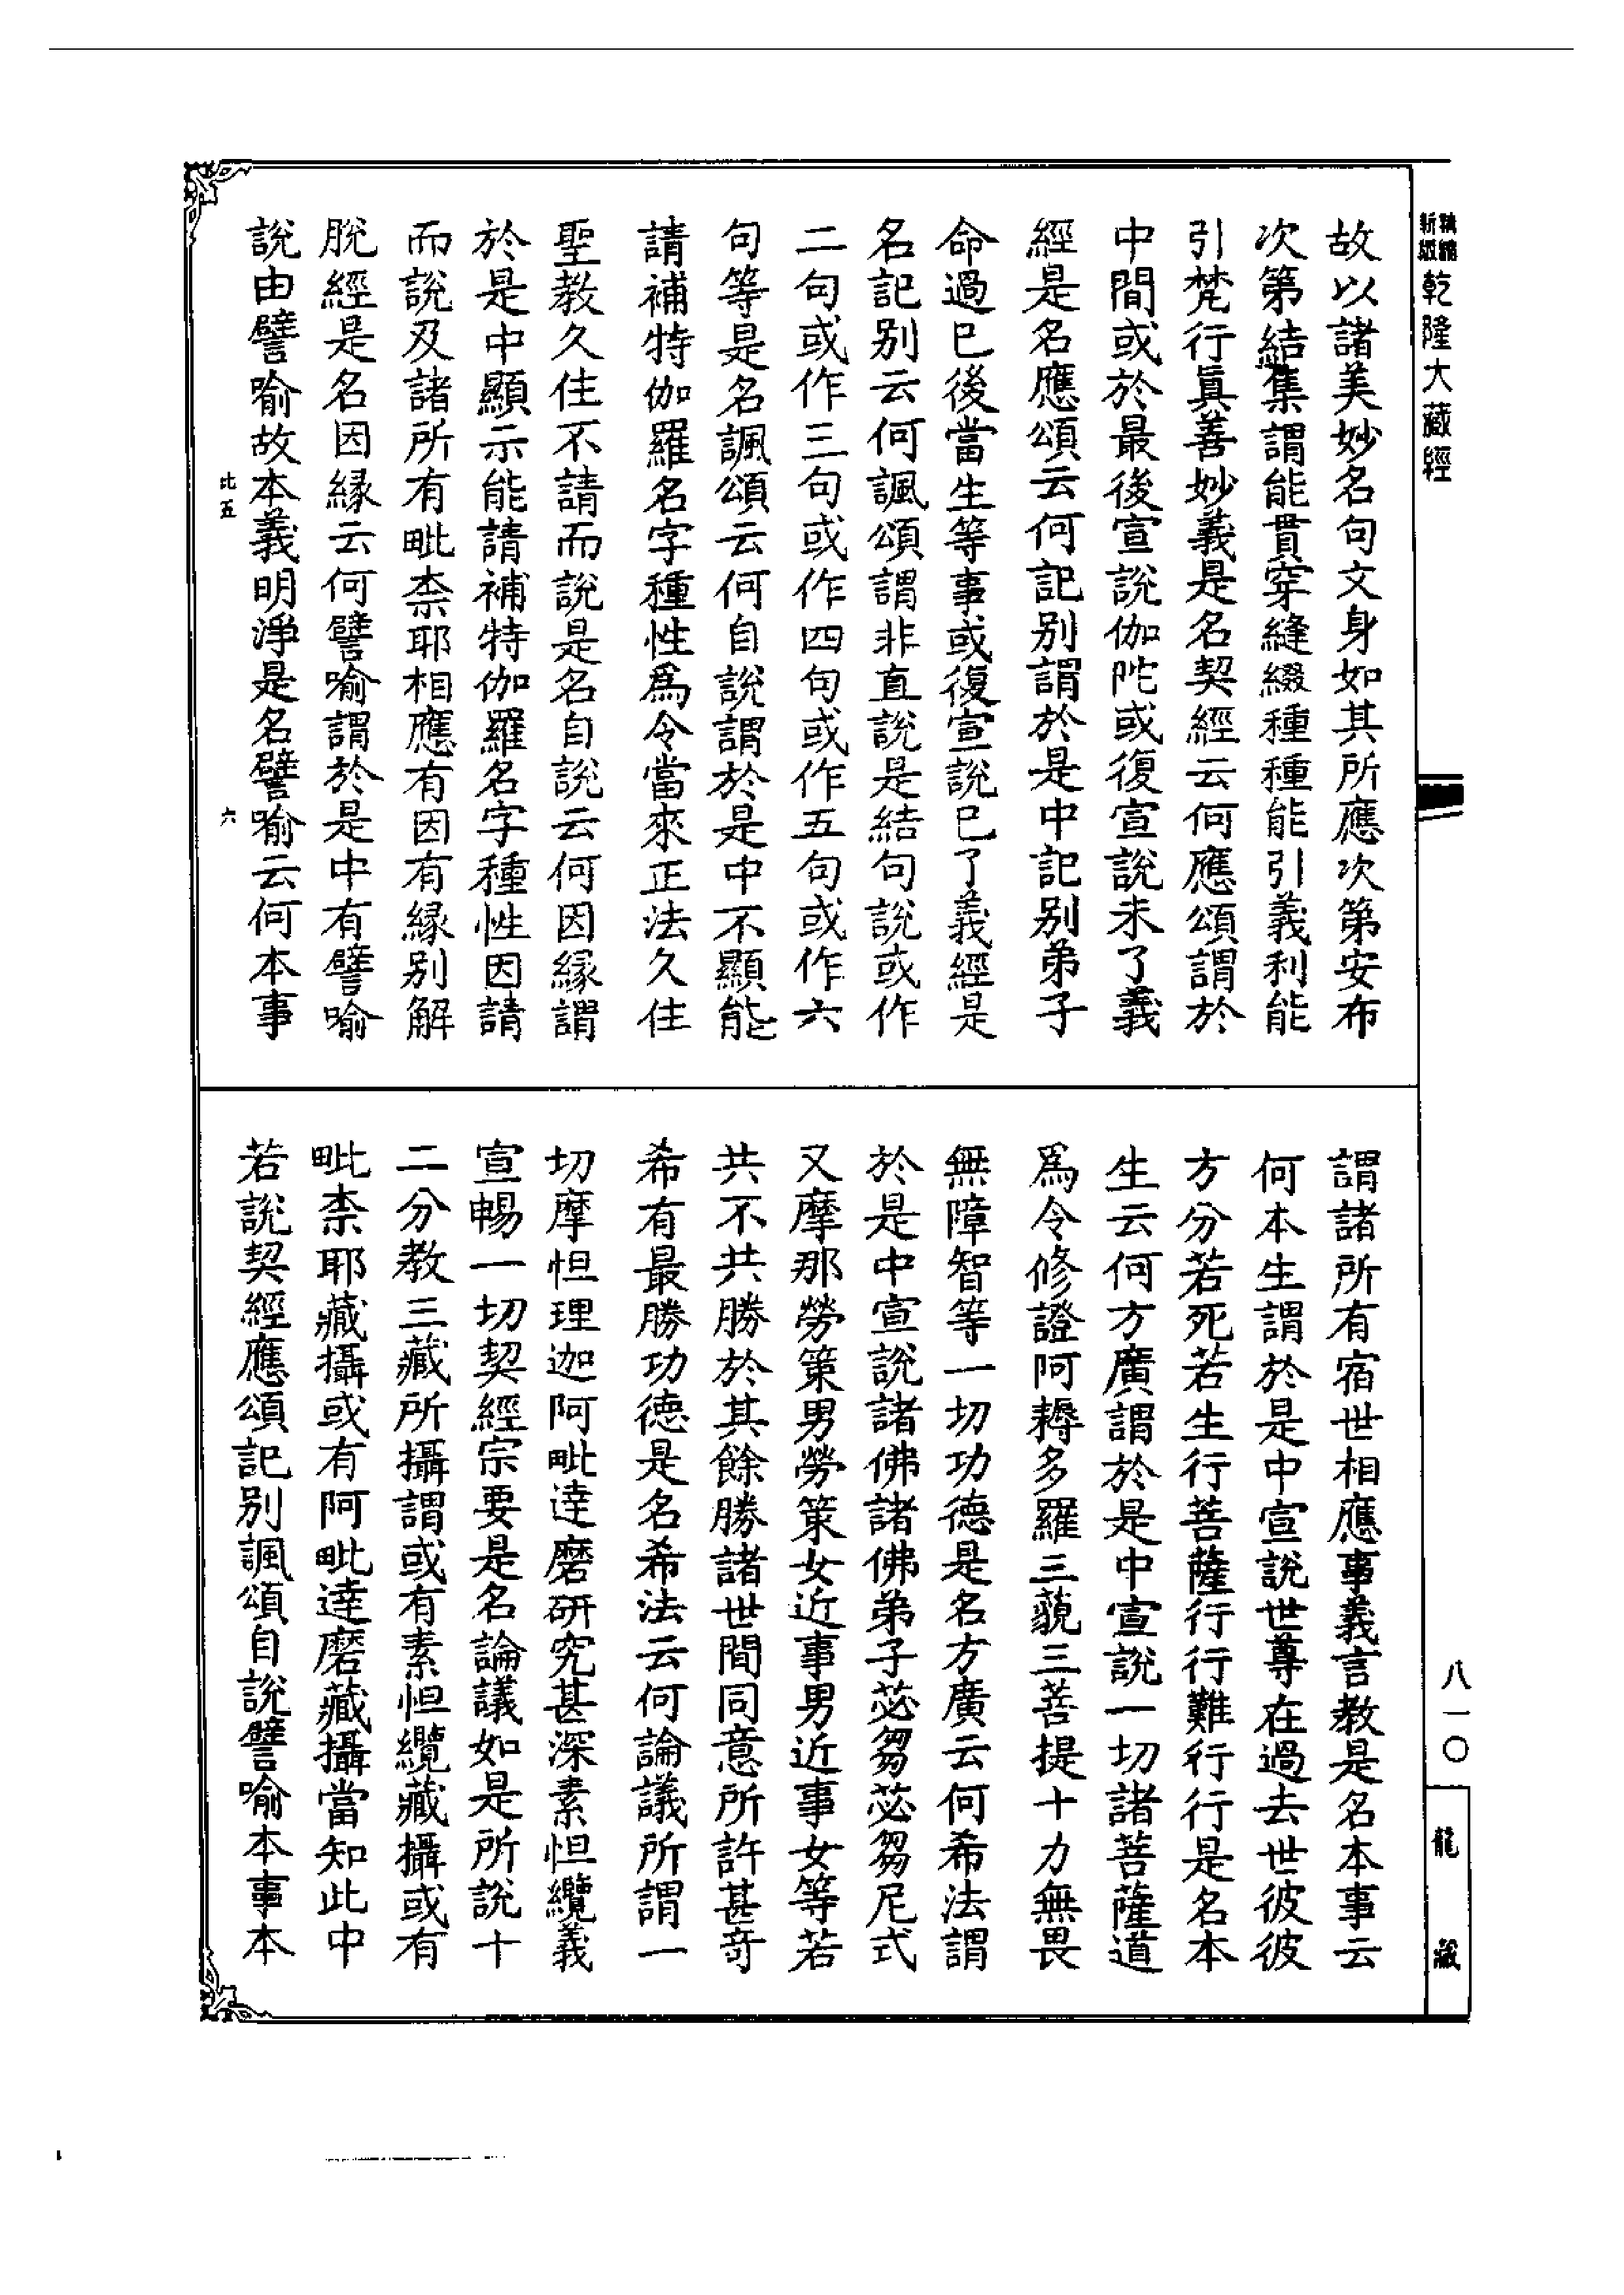 新編縮版乾隆大藏經
故以諸美妙名句文身如其所應次第安布
次第結集謂能貫穿縫綴種種能引義利能
引梵行真善妙義是名契經云何應頌謂於
中間或於最後宣說伽陀或復宣說未了義
經是名應頌云何記別謂於是中記別弟子
命過已後當生等事或復宣說已了義經是
名記別云何諷頌謂非直說是結句說或作
二句或作三句或作四句或作五句或作六
句等是名諷頌云何自說謂於是中不顯能
請補特伽羅名字種性為令當來正法久住
聖教久住不請而說是名自說云何因緣謂
於是中顯示能請補特伽羅名字種性因請
而說及諸所有毗柰耶相應有因有緣別解
脫經是名因緣云何譬喻謂於是中有譬喻
說由譬喻故本義明淨是名譬喻云何本事
比五 六
謂諸所有宿世相應事義言教是名本事云
何本生謂於是中宣說世尊在過去世彼彼
方分若死若生行菩薩行行難行行是名本
生云何方廣謂於是中宣說一切諸菩薩道
為令修證阿耨多羅三藐三菩提十力無畏
無障智等一切功德是名方廣云何希法謂
於是中宣說諸佛諸佛弟子苾芻苾芻尼式
又摩那勞策男勞策女近事男近事女等若
共不共勝於其餘勝諸世間同意所許甚奇
希有最勝功德是名希法云何論議所謂一
切摩怛理迦阿毗達磨研究甚深素怛纜義
宣暢一切契經宗要是名論議如是所說十
二分教三藏所攝謂或有素怛纜藏攝或有
毗柰耶藏攝或有阿毗達磨藏攝當知此中
若說契經應頌記別諷頌自說譬喻本事本
八一〇
龍藏